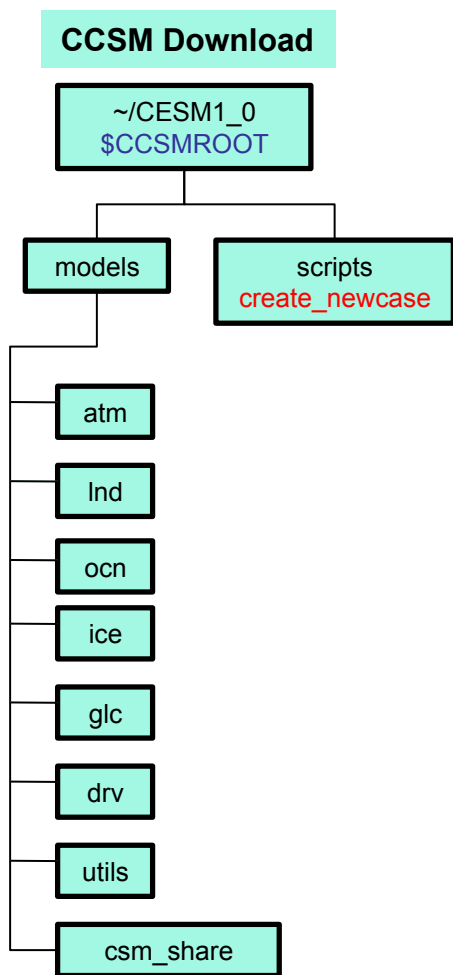 CCSM Download
~/CESM1_0
$CCSMROOT
models
scripts
create_newcase
atm
lnd
ocn
ice
glc
drv
utils
csm_share